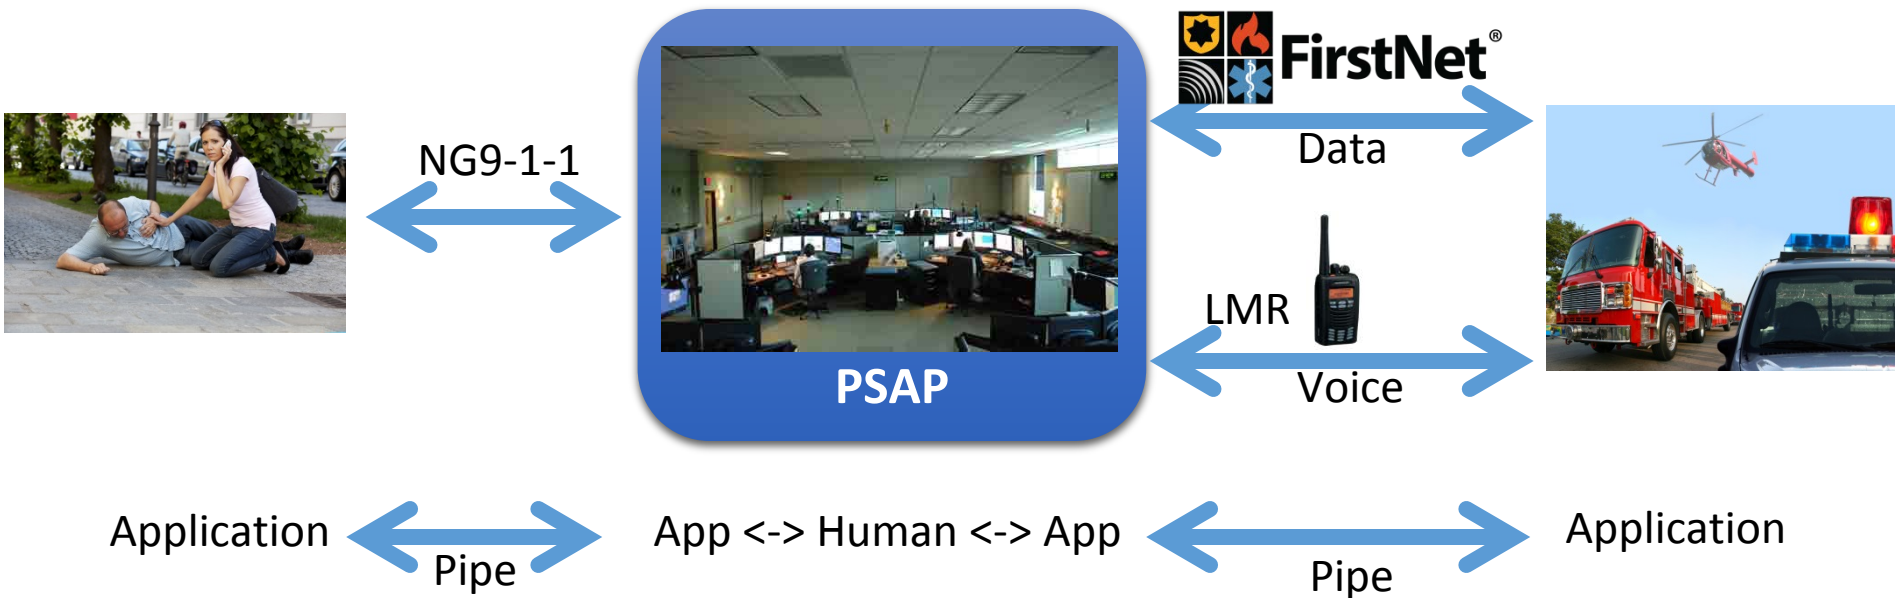 FirstNet®
NG9-1-1
Data
LMR
Voice
PSAP
Application
Pipe
App <-> Human <-> App
Pipe
Application